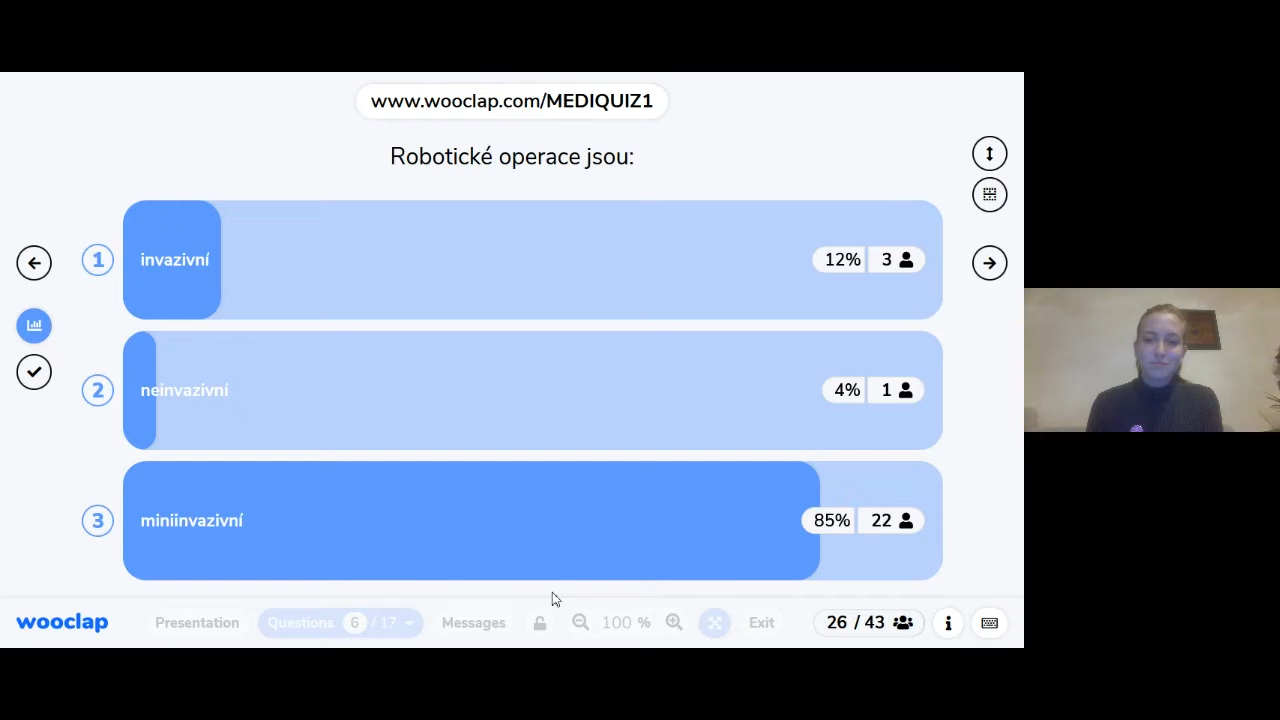 www.wooclap.com/MEDIQUIZ1
Robotické operace jsou:
1 invazivní 12% 3
2 neinvazivní 4% 1
3 miniinvazivní 85% 22
wooclap Presentation Questions 6 / 17 Messages 100 % Exit 26 / 43